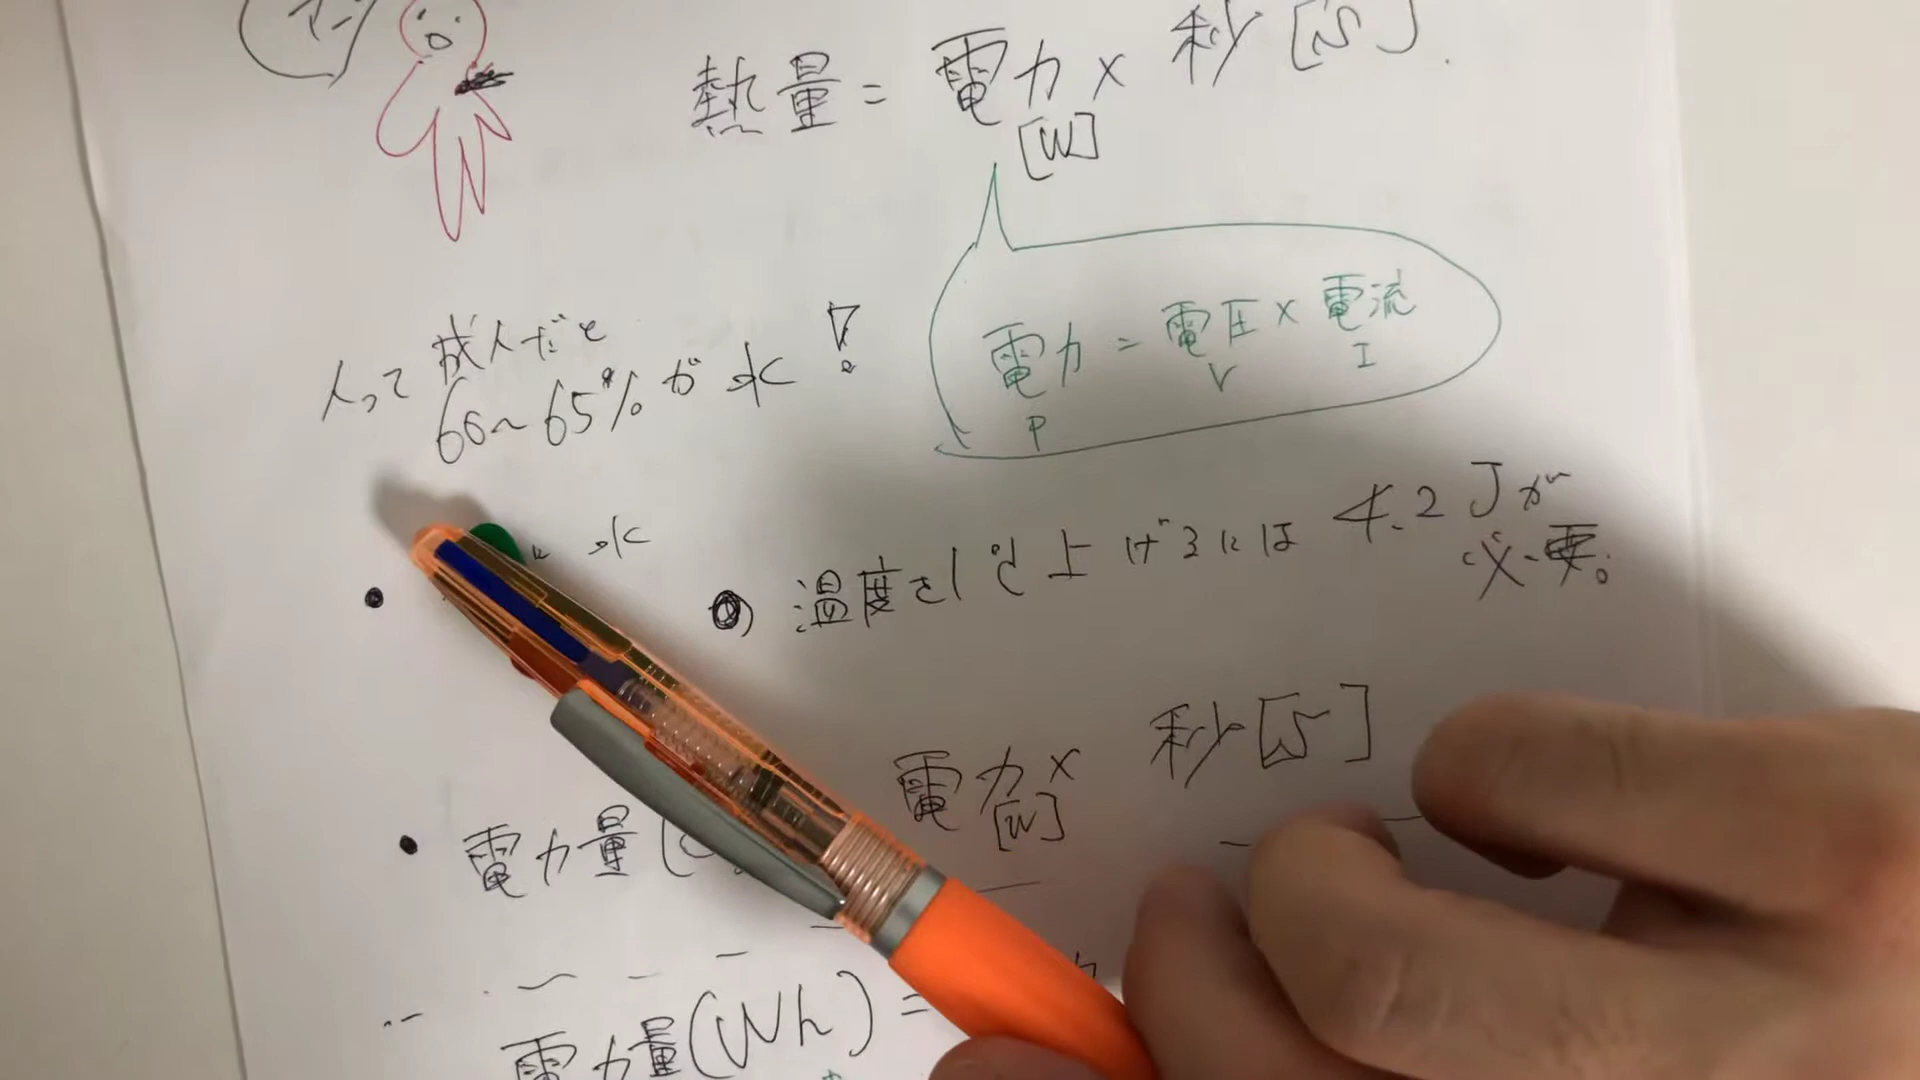 熱量 = 電力[W] × 秒[s]
電力 = 電圧 × 電流
P V I
人って成人だと
60~65%が水!
水
温度を1℃上げるには 4.2Jが
必要。
電力[W] × 秒[s]
電力量(
電力量(Wh) =